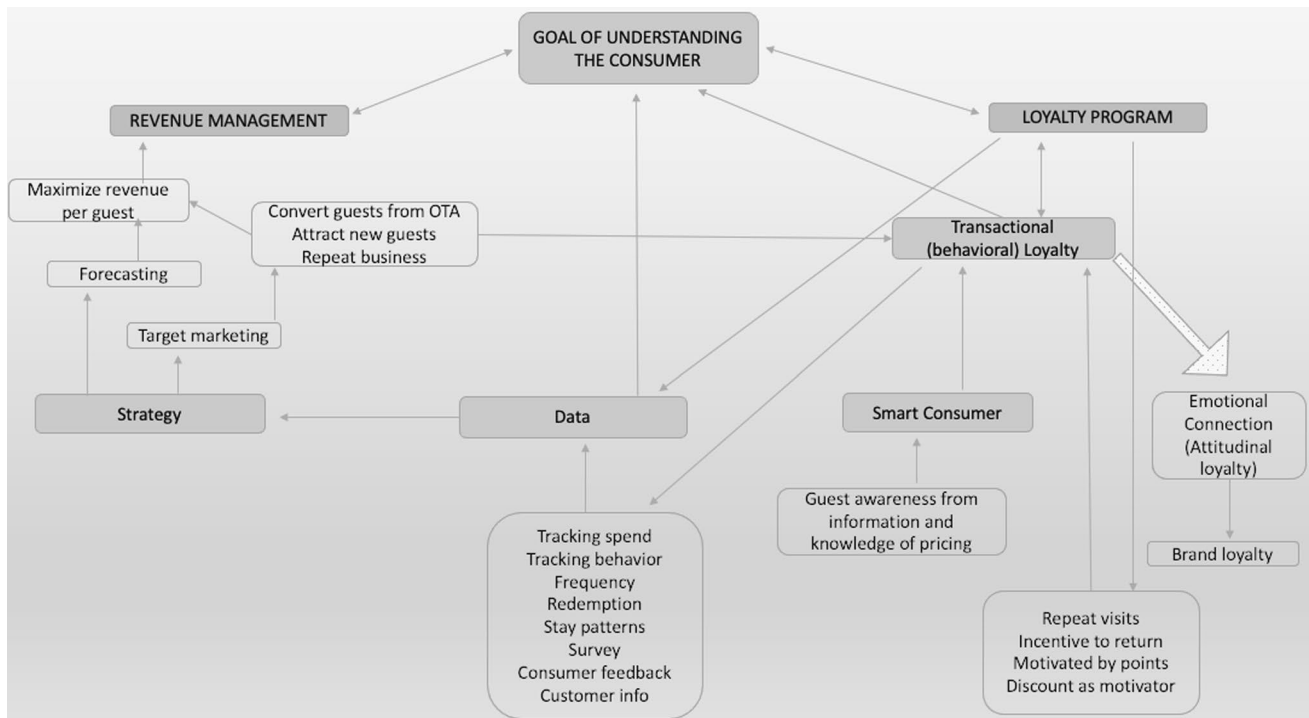 GOAL OF UNDERSTANDING
THE CONSUMER
REVENUE MANAGEMENT
LOYALTY PROGRAM
Maximize revenue
per guest
Convert guests from OTA
Attract new guests
Repeat business
Transactional
(behavioral) Loyalty
Forecasting
Target marketing
Strategy
Data
Smart Consumer
Emotional
Connection
(Attitudinal
loyalty)
Guest awareness from
information and
knowledge of pricing
Brand loyalty
Tracking spend
Tracking behavior
Frequency
Redemption
Stay patterns
Survey
Consumer feedback
Customer info
Repeat visits
Incentive to return
Motivated by points
Discount as motivator